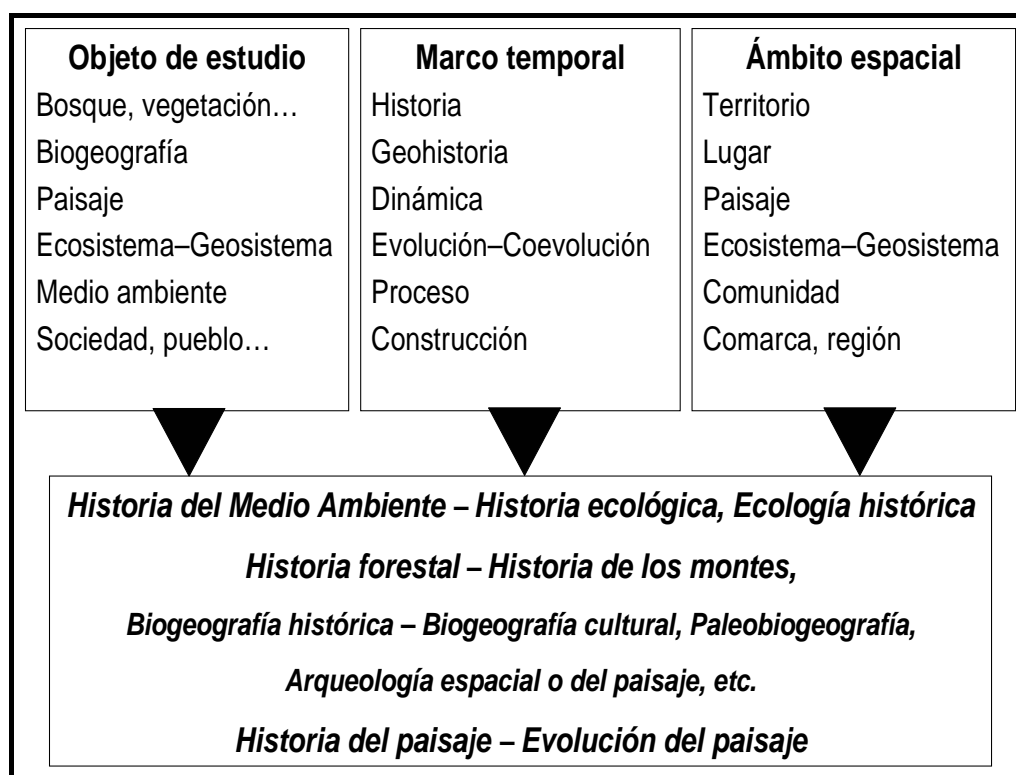 Objeto de estudio
Bosque, vegetación…
Biogeografía
Paisaje
Ecosistema–Geosistema
Medio ambiente
Sociedad, pueblo…
Marco temporal
Historia
Geohistoria
Dinámica
Evolución–Coevolución
Proceso
Construcción
Ámbito espacial
Territorio
Lugar
Paisaje
Ecosistema–Geosistema
Comunidad
Comarca, región
Historia del Medio Ambiente – Historia ecológica, Ecología histórica
Historia forestal – Historia de los montes,
Biogeografía histórica – Biogeografía cultural, Paleobiogeografía,
Arqueología espacial o del paisaje, etc.
Historia del paisaje – Evolución del paisaje